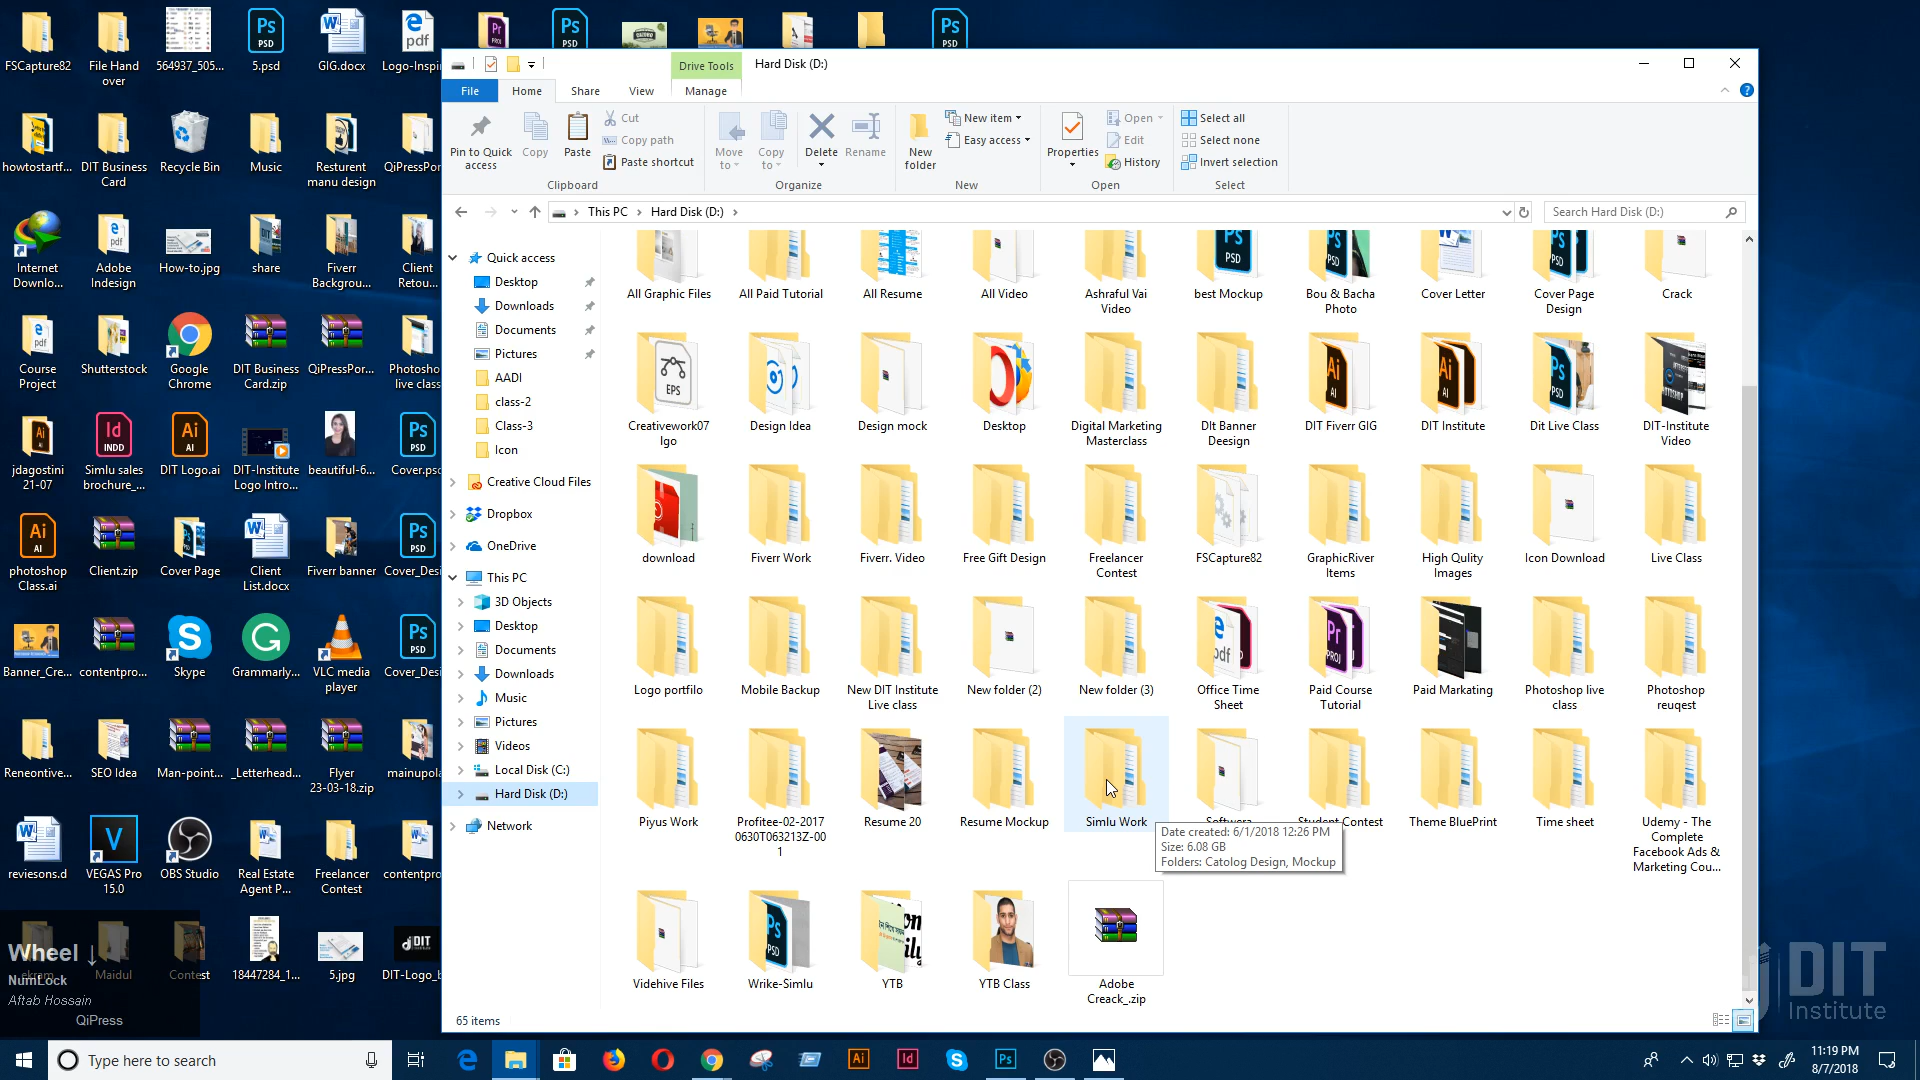 FSCapture82
File Hand
over
564937_505...
5.psd
GIG.docx
Logo-Inspi
howtostartf...
DIT Business
Card
Recycle Bin
Music
Resturent
manu design
QiPressPor
Internet
Downlo...
Adobe
Indesign
How-to.jpg
share
Fiverr
Backgrou...
Client
Retou...
Course
Project
Shutterstock
Google
Chrome
DIT Business
Card.zip
QiPressPor...
Photosho
live class
jdagostini
21-07
Simlu sales
brochure_...
DIT Logo.ai
DIT-Institute
Logo Intro...
beautiful-6...
Cover.psd
photoshop
Class.ai
Client.zip
Cover Page
Client
List.docx
Fiverr banner
Cover_Desi
Banner_Cre...
contentpro...
Skype
Grammarly...
VLC media
player
Cover_Desi
Reneontive...
SEO Idea
Man-point...
_Letterhead...
Flyer
23-03-18.zip
mainupola
reviesons.d
VEGAS Pro
15.0
OBS Studio
Real Estate
Agent P...
Freelancer
Contest
contentpro
ekram
Maidul
Contest
18447284_1...
5.jpg
DIT-Logo_b
Wheel ↓
NumLock
Aftab Hossain
QiPress
Drive Tools
Hard Disk (D:)
File
Home
Share
View
Manage
Pin to Quick
access
Copy
Paste
Cut
Copy path
Paste shortcut
Clipboard
Move
to
Copy
to
Delete
Rename
Organize
New
folder
New item
Easy access
New
Properties
Open
Edit
History
Open
Select all
Select none
Invert selection
Select
This PC
Hard Disk (D:)
Search Hard Disk (D:)
Quick access
Desktop
Downloads
Documents
Pictures
AADI
class-2
Class-3
Icon
Creative Cloud Files
Dropbox
OneDrive
This PC
3D Objects
Desktop
Documents
Downloads
Music
Pictures
Videos
Local Disk (C:)
Hard Disk (D:)
Network
All Graphic Files
All Paid Tutorial
All Resume
All Video
Ashraful Vai
Video
best Mockup
Bou & Bacha
Photo
Cover Letter
Cover Page
Design
Crack
Creativework07
lgo
Design Idea
Design mock
Desktop
Digital Marketing
Masterclass
DIt Banner
Deesign
DIT Fiverr GIG
DIT Institute
Dit Live Class
DIT-Institute
Video
download
Fiverr Work
Fiverr. Video
Free Gift Design
Freelancer
Contest
FSCapture82
GraphicRiver
Items
High Qulity
Images
Icon Download
Live Class
Logo portfilo
Mobile Backup
New DIT Institute
Live class
New folder (2)
New folder (3)
Office Time
Sheet
Paid Course
Tutorial
Paid Marketing
Photoshop live
class
Photoshop
reuqest
Piyus Work
Profitee-02-2017
0630T063213Z-00
1
Resume 20
Resume Mockup
Simlu Work
Softwera
Student Contest
Theme BluePrint
Time sheet
Udemy - The
Complete
Facebook Ads &
Marketing Cou...
Date created: 6/1/2018 12:26 PM
Size: 6.08 GB
Folders: Catolog Design, Mockup
Videhive Files
Wrike-Simlu
YTB
YTB Class
Adobe
Creack_.zip
65 items
DIT
Institute
Type here to search
11:19 PM
8/7/2018